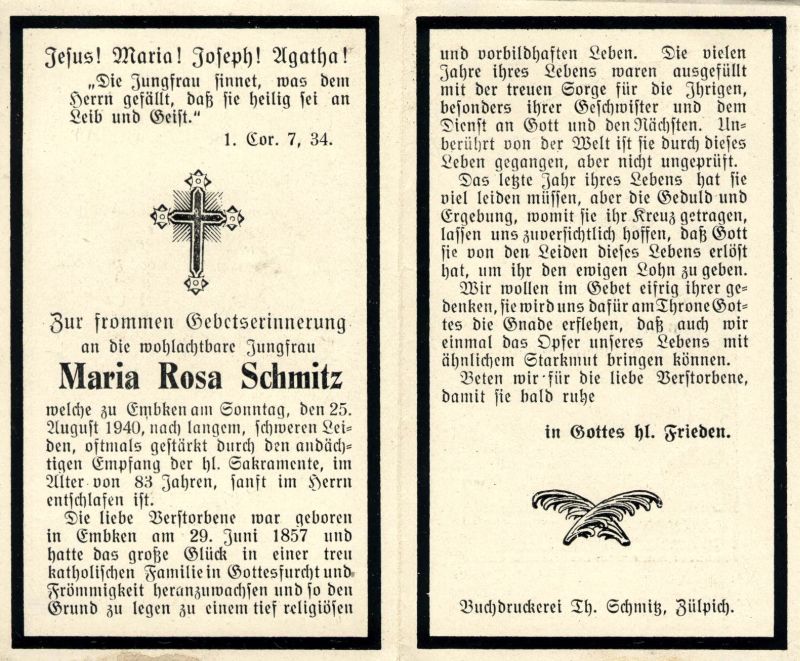 Jesus! Maria! Joseph! Agatha!
„Die Jungfrau sinnet, was dem
Herrn gefällt, daß sie heilig sei an
Leib und Geist.“
1. Cor. 7, 34.
Zur frommen Gebetserinnerung
an die wohlachtbare Jungfrau
Maria Rosa Schmitz
welche zu Embken am Sonntag, den 25.
August 1940, nach langem, schweren Lei-
den, oftmals gestärkt durch den andäch-
tigen Empfang der hl. Sakramente, im
Alter von 83 Jahren, sanft im Herrn
entschlafen ist.
Die liebe Verstorbene war geboren
in Embken am 29. Juni 1857 und
hatte das große Glück in einer treu
katholischen Familie in Gottesfurcht und
Frömmigkeit heranzuwachsen und so den
Grund zu legen zu einem tief religiösen
und vorbildhaften Leben. Die vielen
Jahre ihres Lebens waren ausgefüllt
mit der treuen Sorge für die Ihrigen,
besonders ihrer Geschwister und dem
Dienst an Gott und den Nächsten. Un-
berührt von der Welt ist sie durch dieses
Leben gegangen, aber nicht ungeprüft.
Das letzte Jahr ihres Lebens hat sie
viel leiden müssen, aber die Geduld und
Ergebung, womit sie ihr Kreuz getragen,
lassen uns zuversichtlich hoffen, daß Gott
sie von den Leiden dieses Lebens erlöst
hat, um ihr den ewigen Lohn zu geben.
Wir wollen im Gebet eifrig ihrer ge-
denken, sie wird uns dafür am Throne Got-
tes die Gnade erflehen, daß auch wir
einmal das Opfer unseres Lebens mit
ähnlichem Starkmut bringen können.
Beten wir für die liebe Verstorbene,
damit sie bald ruhe
in Gottes hl. Frieden.
Buchdruckerei Th. Schmitz, Zülpich.